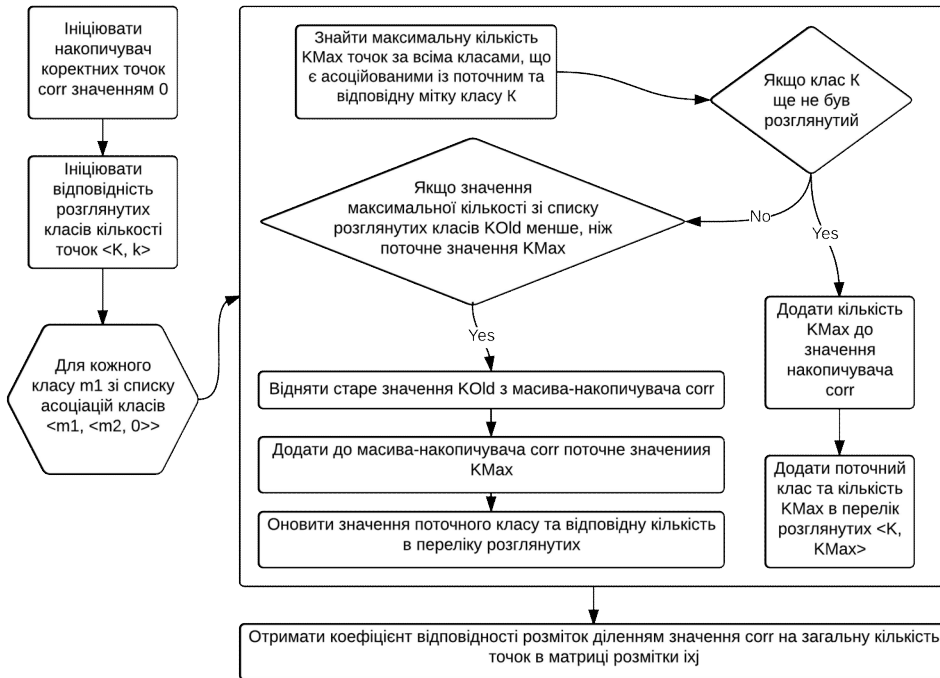 Ініціювати
накопичувач
коректних точок
corr значенням 0
Ініціювати
відповідність
розглянутих
класів кількості
точок <K, k>
Для кожного
класу m1 зі списку
асоціацій класів
<m1, <m2, 0>>
Знайти максимальну кількість
KMax точок за всіма класами, що
є асоційованими із поточним та
відповідну мітку класу К
Якщо клас К
ще не був
розглянутий
No
Yes
Якщо значення
максимальної кількості зі списку
розглянутих класів KOld менше, ніж
поточне значення KMax
Yes
Відняти старе значення KOld з масива-накопичувача corr
Додати до масива-накопичувача corr поточне значениия
KMax
Оновити значення поточного класу та відповідну кількість
в переліку розглянутих
Додати кількість
KMax до
значення
накопичувача
corr
Додати поточний
клас та кількість
KMax в перелік
розглянутих <K,
KMax>
Отримати коефіцієнт відповідності розміток діленням значення corr на загальну кількість
точок в матриці розмітки ixj